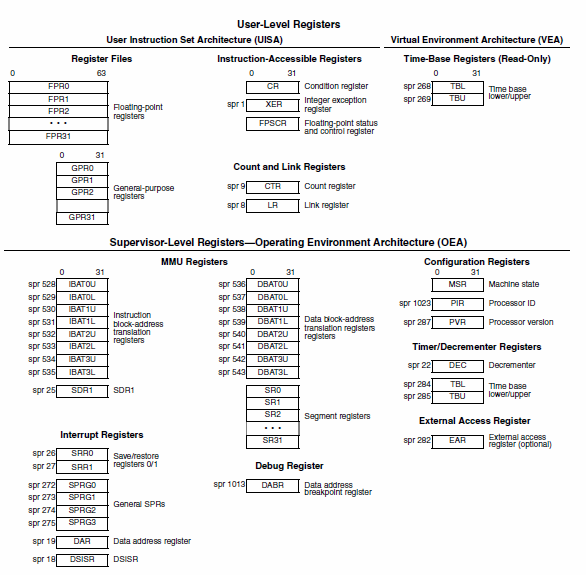 User-Level Registers
User Instruction Set Architecture (UISA)
Virtual Environment Architecture (VEA)
Register Files
Instruction-Accessible Registers
Time-Base Registers (Read-Only)
0 63
FPR0
FPR1
FPR2
• • •
FPR31
Floating-point
registers
0 31
CR Condition register
spr 1 XER Integer exception
register
FPSCR Floating-point status
and control register
0 31
spr 268 TBL Time base
spr 269 TBU lower/upper
0 31
GPR0
GPR1
GPR2
GPR31
General-purpose
registers
Count and Link Registers
spr 9 CTR Count register
spr 8 LR Link register
Supervisor-Level Registers—Operating Environment Architecture (OEA)
MMU Registers
Configuration Registers
0 31
spr 528 IBAT0U
spr 529 IBAT0L
spr 530 IBAT1U
spr 531 IBAT1L
spr 532 IBAT2U
spr 533 IBAT2L
spr 534 IBAT3U
spr 535 IBAT3L
Instruction
block-address
translation
registers
spr 25 SDR1 SDR1
0 31
spr 536 DBAT0U
spr 537 DBAT0L
spr 538 DBAT1U
spr 539 DBAT1L
spr 540 DBAT2U
spr 541 DBAT2L
spr 542 DBAT3U
spr 543 DBAT3L
Data block-address
translation registers
registers
SR0
SR1
SR2
• • •
SR31
Segment registers
0 31
MSR Machine state
spr 1023 PIR Processor ID
spr 287 PVR Processor version
Timer/Decrementer Registers
spr 22 DEC Decrementer
spr 284 TBL Time base
spr 285 TBU lower/upper
External Access Register
spr 282 EAR External access
register (optional)
Interrupt Registers
spr 26 SRR0 Save/restore
spr 27 SRR1 registers 0/1
spr 272 SPRG0
spr 273 SPRG1
spr 274 SPRG2
spr 275 SPRG3
General SPRs
spr 19 DAR Data address register
spr 18 DSISR DSISR
Debug Register
spr 1013 DABR Data address
breakpoint register